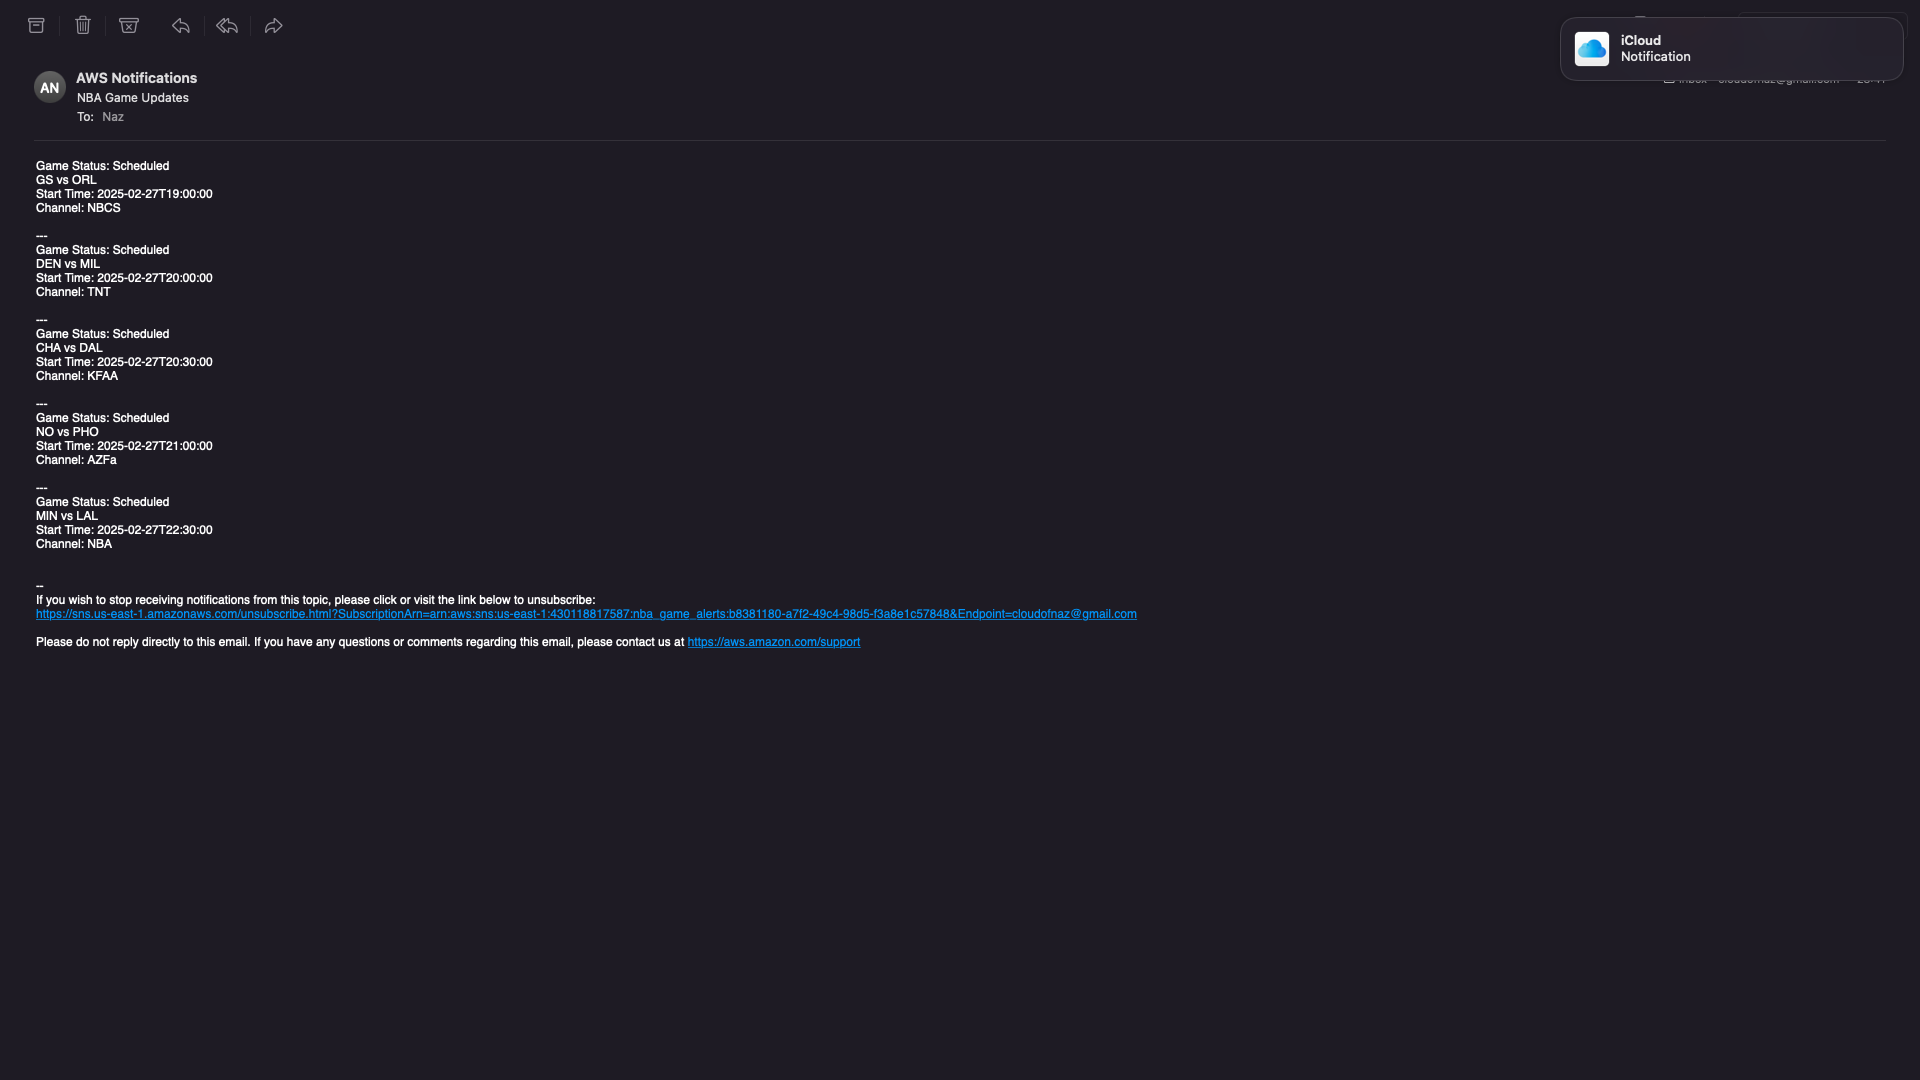 iCloud
Notification
AN
AWS Notifications
NBA Game Updates
To: Naz
Game Status: Scheduled
GS vs ORL
Start Time: 2025-02-27T19:00:00
Channel: NBCS
---
Game Status: Scheduled
DEN vs MIL
Start Time: 2025-02-27T20:00:00
Channel: TNT
---
Game Status: Scheduled
CHA vs DAL
Start Time: 2025-02-27T20:30:00
Channel: KFAA
---
Game Status: Scheduled
NO vs PHO
Start Time: 2025-02-27T21:00:00
Channel: AZFa
---
Game Status: Scheduled
MIN vs LAL
Start Time: 2025-02-27T22:30:00
Channel: NBA
--
If you wish to stop receiving notifications from this topic, please click or visit the link below to unsubscribe:
https://sns.us-east-1.amazonaws.com/unsubscribe.html?SubscriptionArn=arn:aws:sns:us-east-1:430118817587:nba_game_alerts:b8381180-a7f2-49c4-98d5-f3a8e1c57848&Endpoint=cloudofnaz@gmail.com
Please do not reply directly to this email. If you have any questions or comments regarding this email, please contact us at https://aws.amazon.com/support